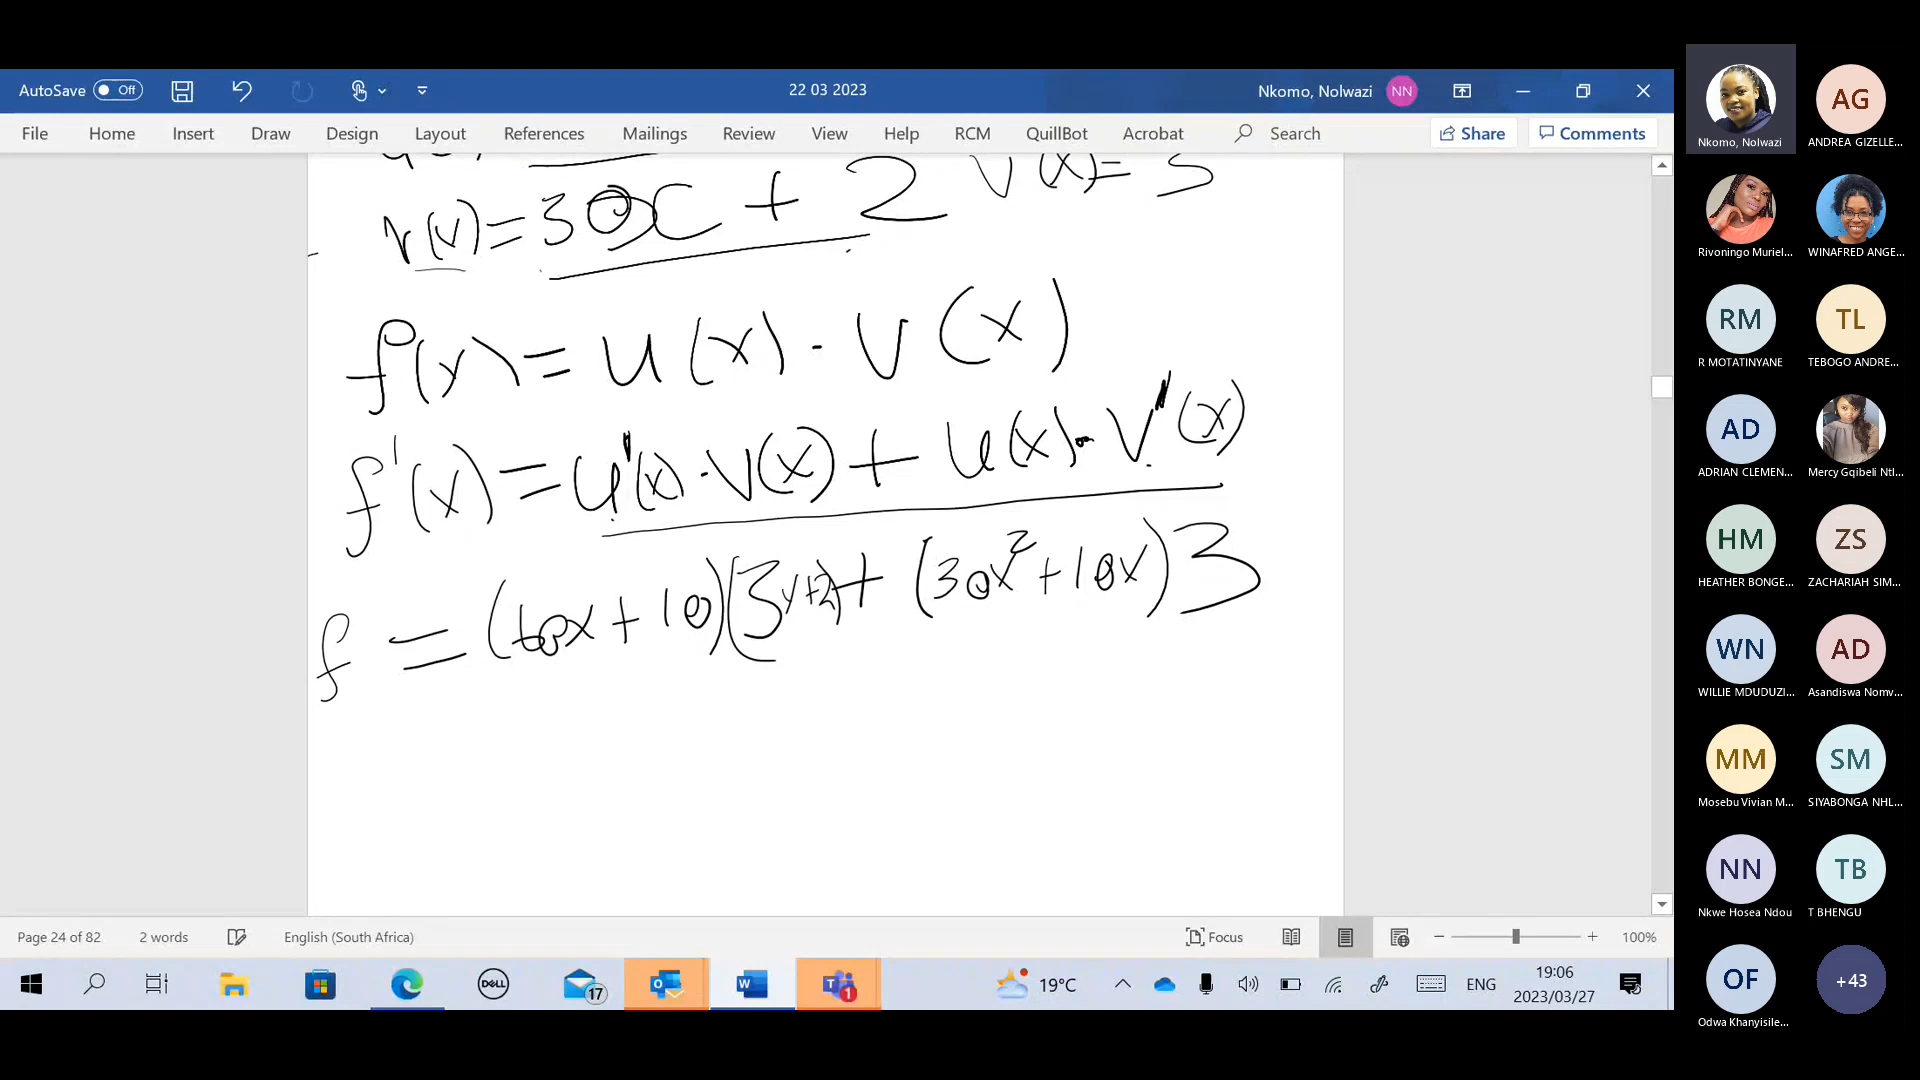 AutoSave Off 22 03 2023 Nkomo, Nolwazi NN
File Home Insert Draw Design Layout References Mailings Review View Help RCM QuillBot Acrobat Search Share Comments
v(x) = 3x + 2 v'(x) = 3
f(x) = u(x) · v(x)
f'(x) = u'(x) · v(x) + u(x) · v'(x)
f = (60x + 10)(3x+2) + (30x² + 10x)3
Page 24 of 82 2 words English (South Africa) Focus 100%
17 1 19°C ENG 19:06
2023/03/27
Nkomo, Nolwazi
AG
ANDREA GIZELLE...
Rivoningo Muriel...
WINAFRED ANGE...
RM
R MOTATINYANE
TL
TEBOGO ANDRE...
AD
ADRIAN CLEMEN...
Mercy Gqibeli Ntl...
HM
HEATHER BONGE...
ZS
ZACHARIAH SIM...
WN
WILLIE MDUDUZI...
AD
Asandiswa Nomv...
MM
Mosebu Vivian M...
SM
SIYABONGA NHL...
NN
Nkwe Hosea Ndou
TB
T BHENGU
OF
Odwa Khanyisile...
+43